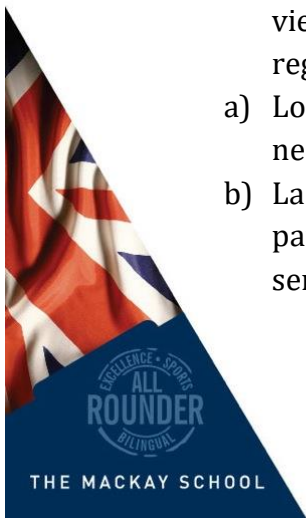 vie
reg
a) Lo
ne
b) La
pa
ser
EXCELLENCE • SPORTS
ALL
ROUNDER
BILINGUAL
THE MACKAY SCHOOL